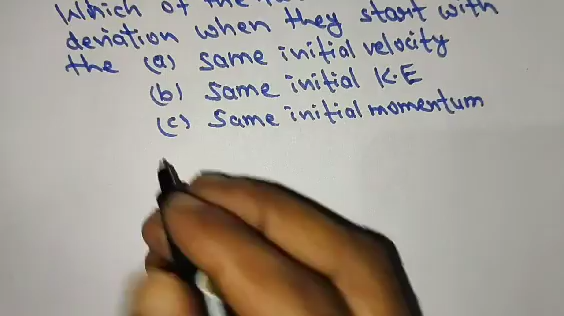 Which of the
deviation when they start with
the (a) same initial velocity
(b) same initial K.E
(c) same initial momentum